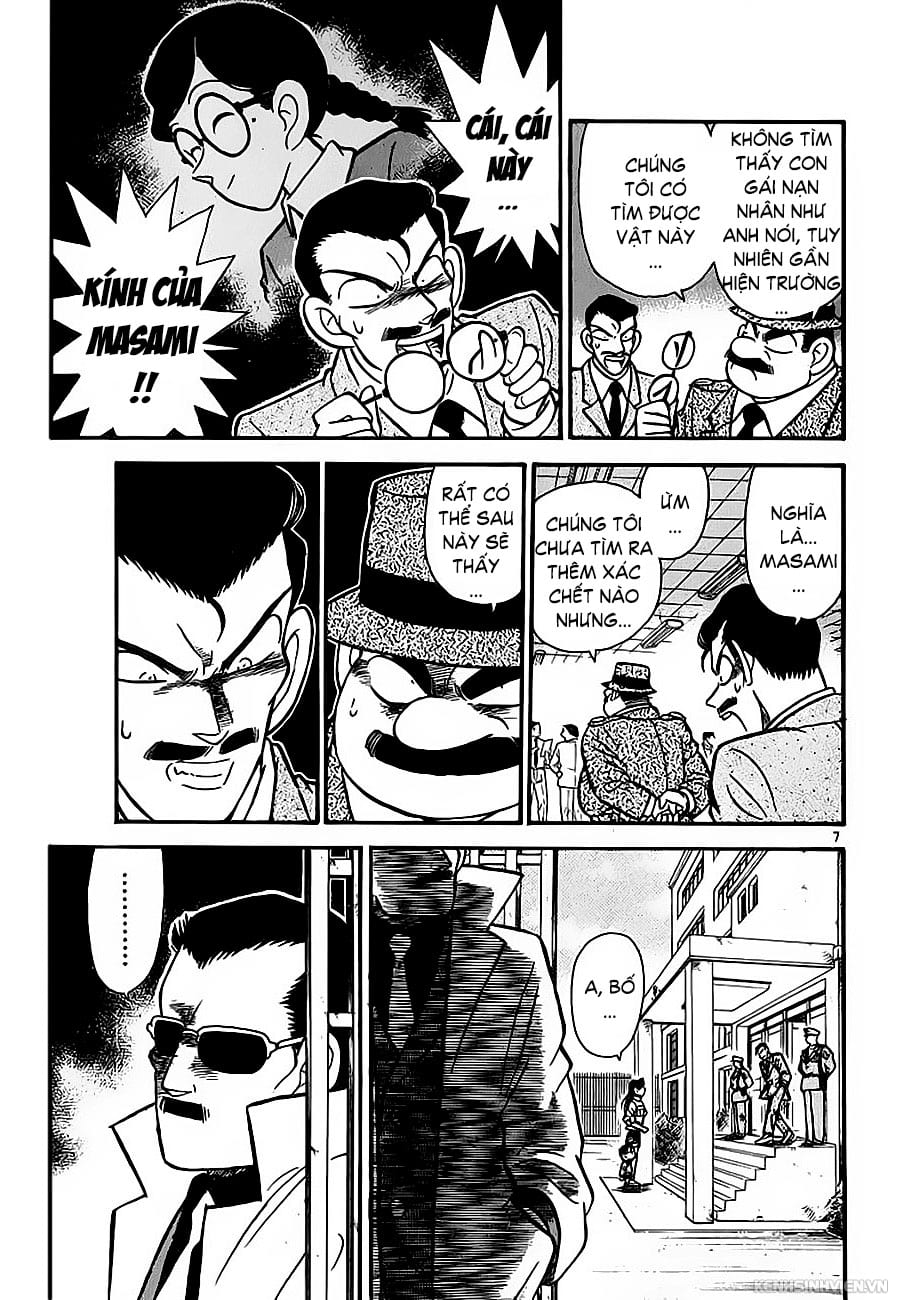 KHÔNG TÌM
THẤY CON
GÁI NẠN
NHÂN NHƯ
ANH NÓI, TUY
NHIÊN GẦN
HIỆN TRƯỜNG
...
CHÚNG
TÔI CÓ
TÌM ĐƯỢC
VẬT NÀY
...
CÁI, CÁI
NÀY
...
KÍNH CỦA
MASAMI
!!
NGHĨA
LÀ...
MASAMI
...
ỪM
...
CHÚNG TÔI
CHƯA TÌM RA
THÊM XÁC
CHẾT NÀO
NHƯNG...
RẤT CÓ
THỂ SAU
NÀY SẼ
THẤY
...
7
A, BỐ
...
.........
KENHSINHVIEN.VN